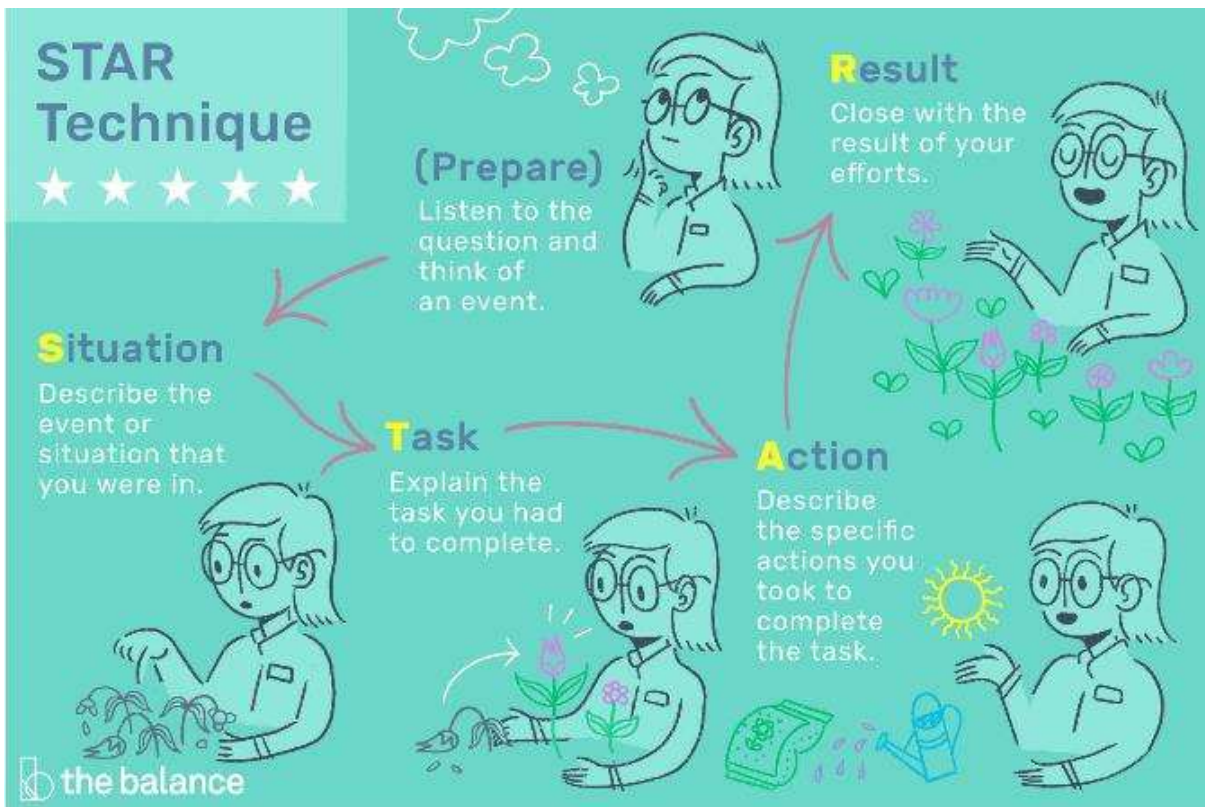 STAR
Technique
(Prepare)
Listen to the
question and
think of
an event.
Situation
Describe the
event or
situation that
you were in.
Task
Explain the
task you had
to complete.
Action
Describe
the specific
actions you
took to
complete
the task.
Result
Close with the
result of your
efforts.
the balance